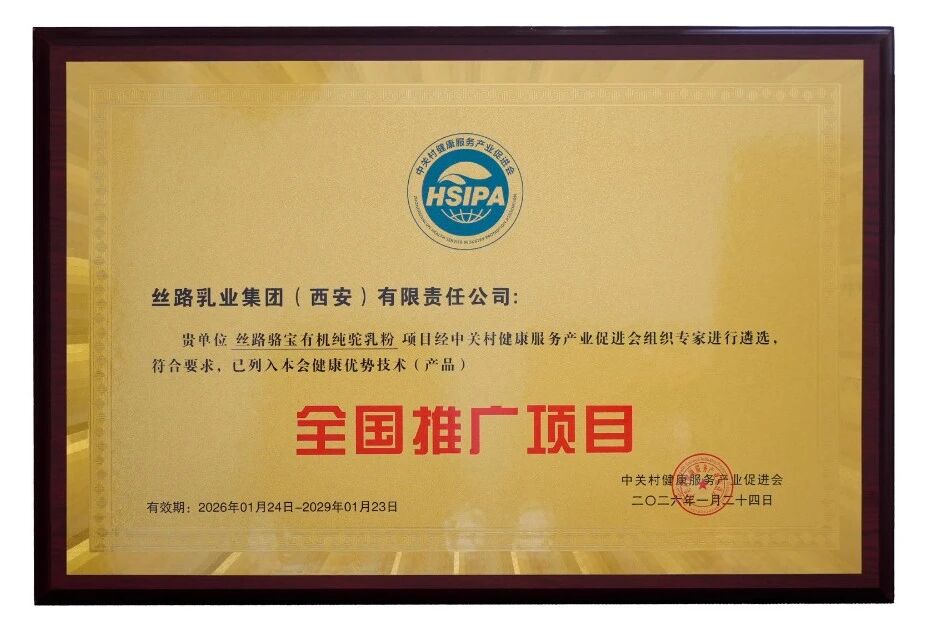 中关村健康服务产业促进会
HSIPA
丝路乳业集团（西安）有限责任公司：
贵单位 丝路骆宝有机纯驼乳粉 项目经中关村健康服务产业促进会组织专家进行遴选，
符合要求，已列入本会健康优势技术（产品）
全国推广项目
中关村健康服务产业促进会
有效期：2026年01月24日-2029年01月23日
二〇二六年一月二十四日